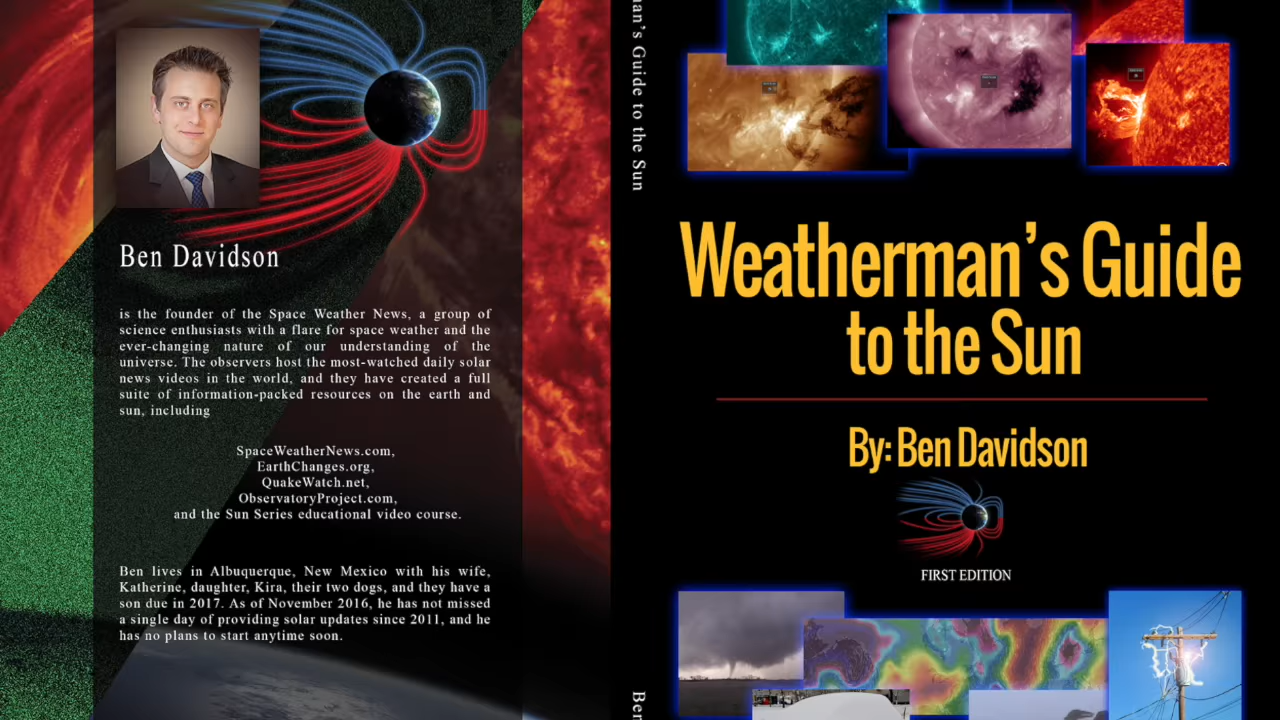 Ben Davidson
is the founder of the Space Weather News, a group of
science enthusiasts with a flare for space weather and the
ever-changing nature of our understanding of the
universe. The observers host the most-watched daily solar
news videos in the world, and they have created a full
suite of information-packed resources on the earth and
sun, including
SpaceWeatherNews.com,
EarthChanges.org,
QuakeWatch.net,
ObservatoryProject.com,
and the Sun Series educational video course.
Ben lives in Albuquerque, New Mexico with his wife,
Katherine, daughter, Kira, their two dogs, and they have a
son due in 2017. As of November 2016, he has not missed
a single day of providing solar updates since 2011, and he
has no plans to start anytime soon.
man's Guide to the Sun
Ben
Weatherman's Guide
to the Sun
By: Ben Davidson
FIRST EDITION